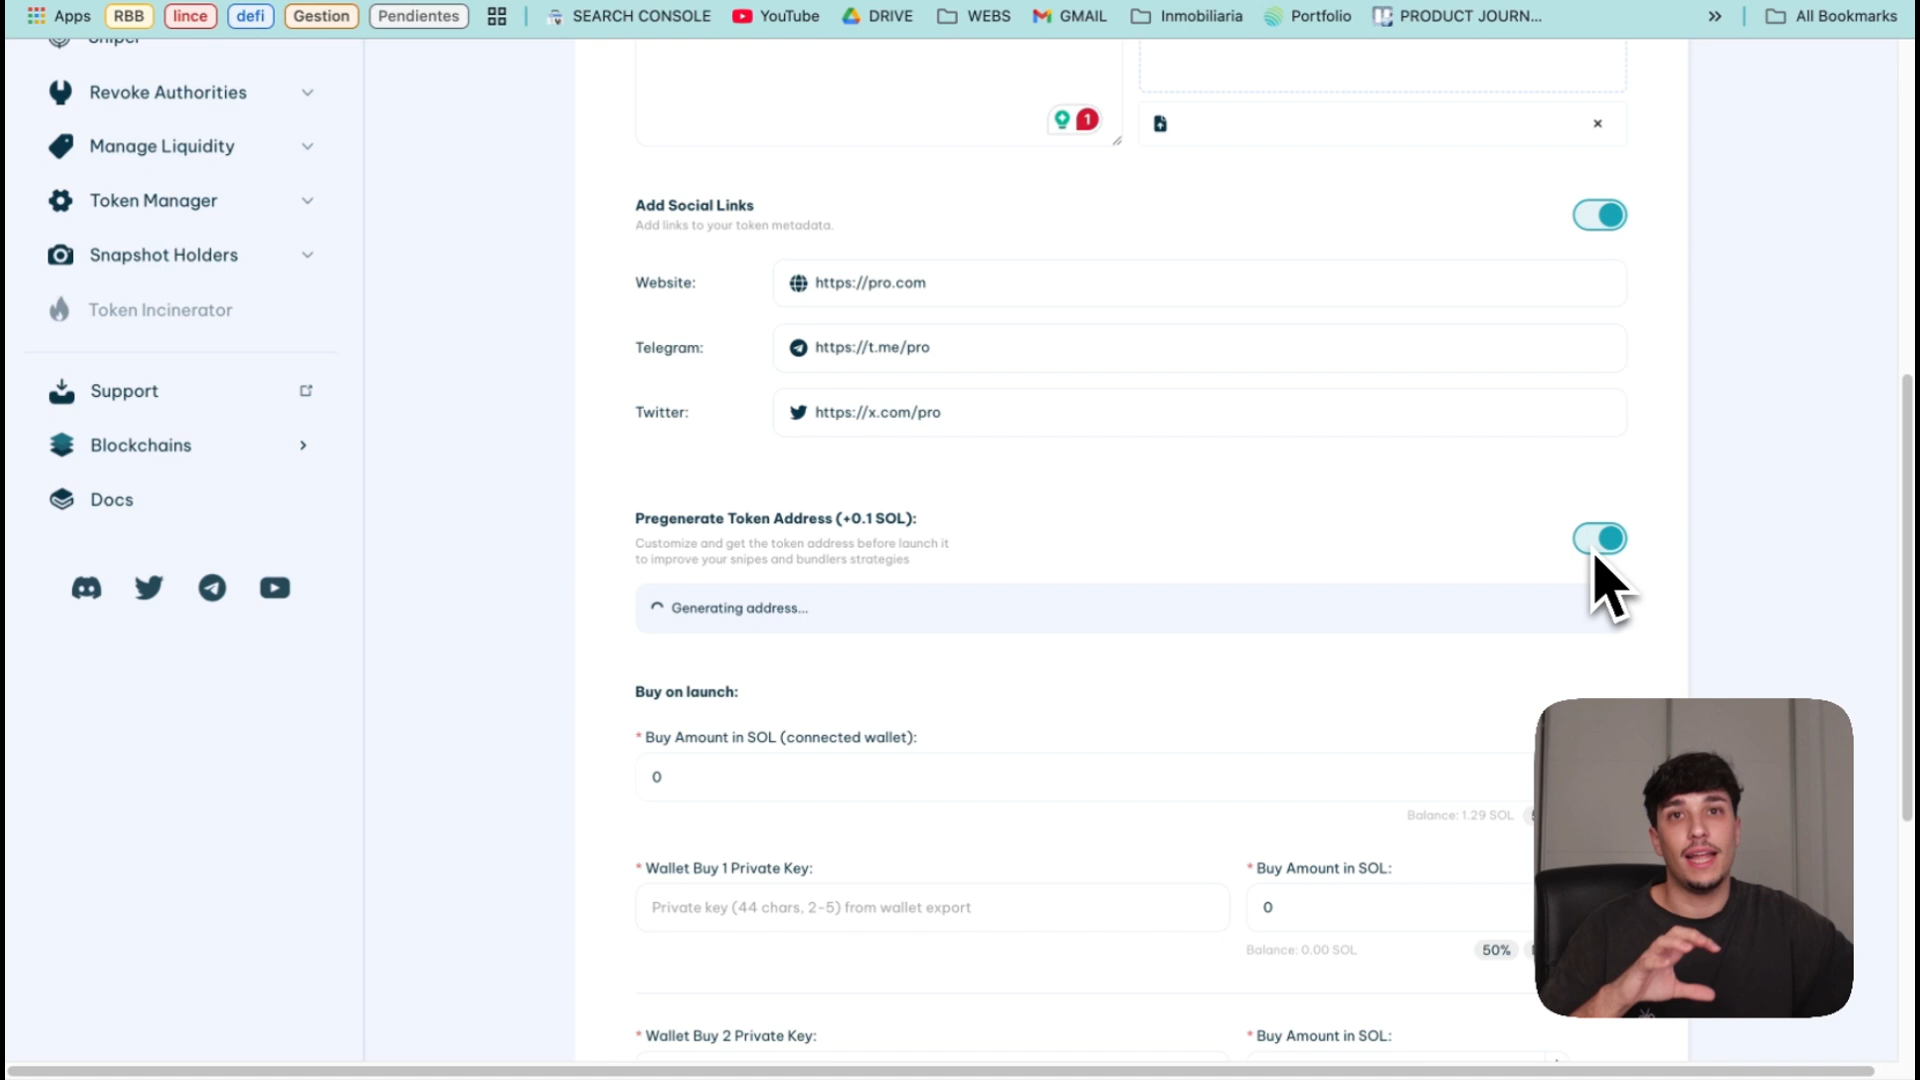 Apps
RBB
lince
defi
Gestion
Pendientes
SEARCH CONSOLE
YouTube
DRIVE
WEBS
GMAIL
Inmobiliaria
Portfolio
PRODUCT JOURN...
All Bookmarks
Sniper
Revoke Authorities
Manage Liquidity
Token Manager
Snapshot Holders
Token Incinerator
Support
Blockchains
Docs
1
Add Social Links
Add links to your token metadata.
Website:
https://pro.com
Telegram:
https://t.me/pro
Twitter:
https://x.com/pro
Pregenerate Token Address (+0.1 SOL):
Customize and get the token address before launch it
to improve your snipes and bundlers strategies
Generating address...
Buy on launch:
* Buy Amount in SOL (connected wallet):
0
Balance: 1.29 SOL
* Wallet Buy 1 Private Key:
Private key (44 chars, 2-5) from wallet export
* Buy Amount in SOL:
0
Balance: 0.00 SOL
50%
* Wallet Buy 2 Private Key:
* Buy Amount in SOL: